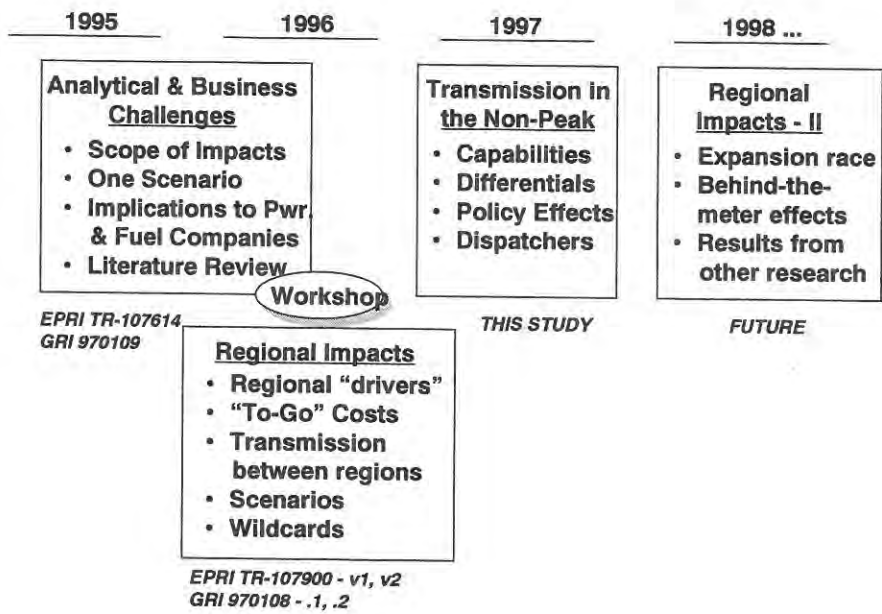 1995
1996
1997
1998 ...
Analytical & Business
Challenges
• Scope of Impacts
• One Scenario
• Implications to Pwr.
& Fuel Companies
• Literature Review
Workshop
EPRI TR-107614
GRI 970109
Regional Impacts
• Regional “drivers”
• “To-Go” Costs
• Transmission
between regions
• Scenarios
• Wildcards
EPRI TR-107900 - v1, v2
GRI 970108 - .1, .2
Transmission in
the Non-Peak
• Capabilities
• Differentials
• Policy Effects
• Dispatchers
THIS STUDY
Regional
Impacts - II
• Expansion race
• Behind-the-
meter effects
• Results from
other research
FUTURE